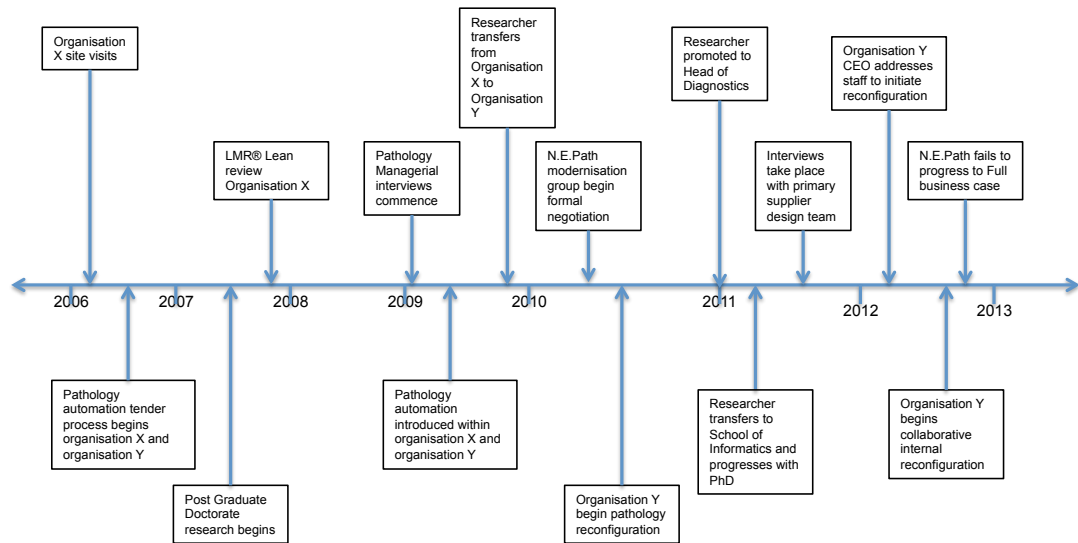 Organisation
X site visits
LMR® Lean
review
Organisation X
Pathology
Managerial
interviews
commence
Researcher
transfers
from
Organisation
X to
Organisation
Y
N.E.Path
modernisation
group begin
formal
negotiation
Researcher
promoted to
Head of
Diagnostics
Interviews
take place
with primary
supplier
design team
Organisation Y
CEO addresses
staff to initiate
reconfiguration
N.E.Path fails to
progress to Full
business case
2006
2007
2008
2009
2010
2011
2012
2013
Pathology
automation tender
process begins
organisation X and
organisation Y
Post Graduate
Doctorate
research begins
Pathology
automation
introduced within
organisation X and
organisation Y
Organisation Y
begin pathology
reconfiguration
Researcher
transfers to
School of
Informatics and
progresses with
PhD
Organisation Y
begins
collaborative
internal
reconfiguration